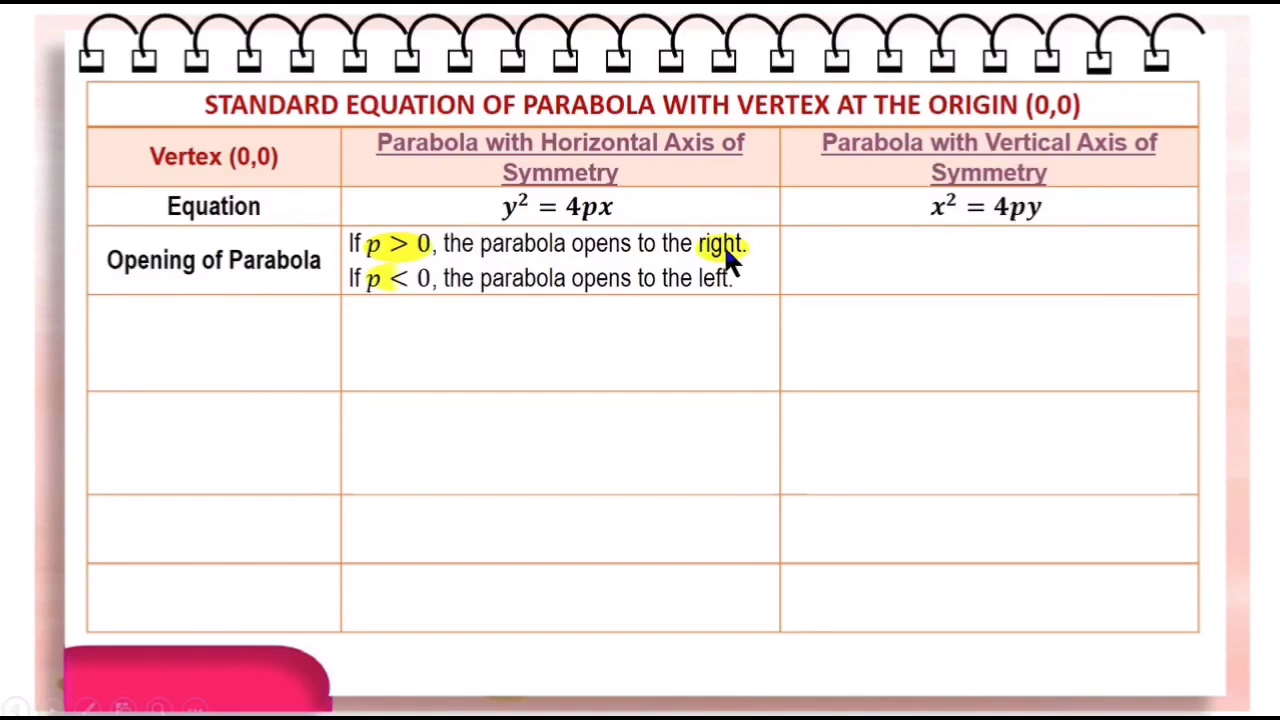 STANDARD EQUATION OF PARABOLA WITH VERTEX AT THE ORIGIN (0,0)
Vertex (0,0)
Parabola with Horizontal Axis of
Symmetry
Parabola with Vertical Axis of
Symmetry
Equation
y² = 4px
x² = 4py
Opening of Parabola
If p > 0, the parabola opens to the right.
If p < 0, the parabola opens to the left.